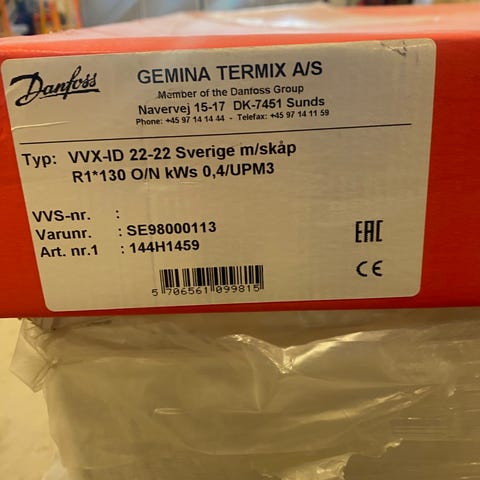 Danfoss
GEMINA TERMIX A/S
Member of the Danfoss Group
Navervej 15-17 DK-7451 Sunds
Phone: +45 97 14 14 44 - Telefax: +45 97 14 11 59
Typ: VVX-ID 22-22 Sverige m/skåp
R1*130 O/N kWs 0,4/UPM3
VVS-nr. :
Varunr. : SE98000113
Art. nr.1 : 144H1459
EAC
CE
5 706561 099815